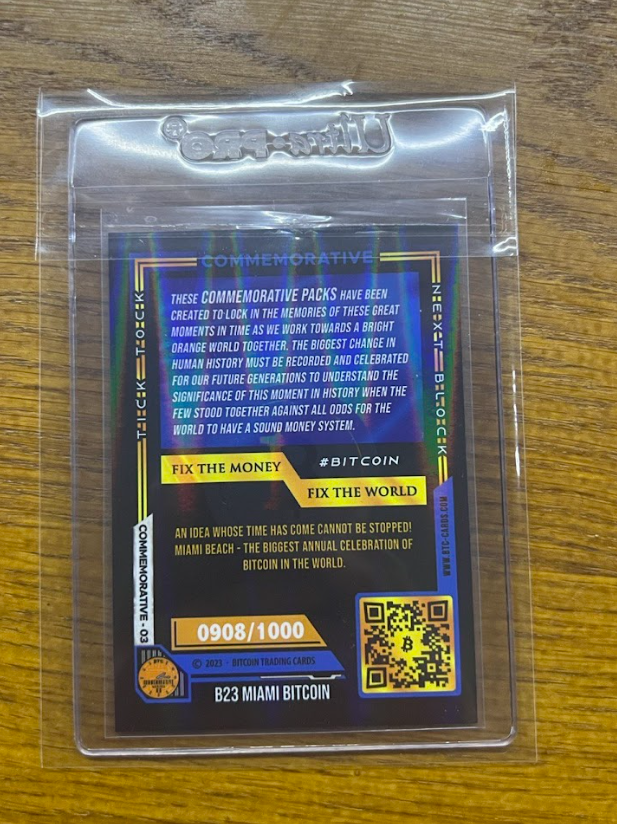 Ultra·PRO®
COMMEMORATIVE
T-I-C-K T-O-C-K
N-E-X-T B-L-O-C-K
THESE COMMEMORATIVE PACKS HAVE BEEN
CREATED TO LOCK IN THE MEMORIES OF THESE GREAT
MOMENTS IN TIME AS WE WORK TOWARDS A BRIGHT
ORANGE WORLD TOGETHER. THE BIGGEST CHANGE IN
HUMAN HISTORY MUST BE RECORDED AND CELEBRATED
FOR OUR FUTURE GENERATIONS TO UNDERSTAND THE
SIGNIFICANCE OF THIS MOMENT IN HISTORY WHEN THE
FEW STOOD TOGETHER AGAINST ALL ODDS FOR THE
WORLD TO HAVE A SOUND MONEY SYSTEM.
FIX THE MONEY
#BITCOIN
FIX THE WORLD
WWW.BTC-CARDS.COM
AN IDEA WHOSE TIME HAS COME CANNOT BE STOPPED!
MIAMI BEACH - THE BIGGEST ANNUAL CELEBRATION OF
BITCOIN IN THE WORLD.
COMMEMORATIVE - 03
0908/1000
© 2023 - BITCOIN TRADING CARDS
B23 MIAMI BITCOIN